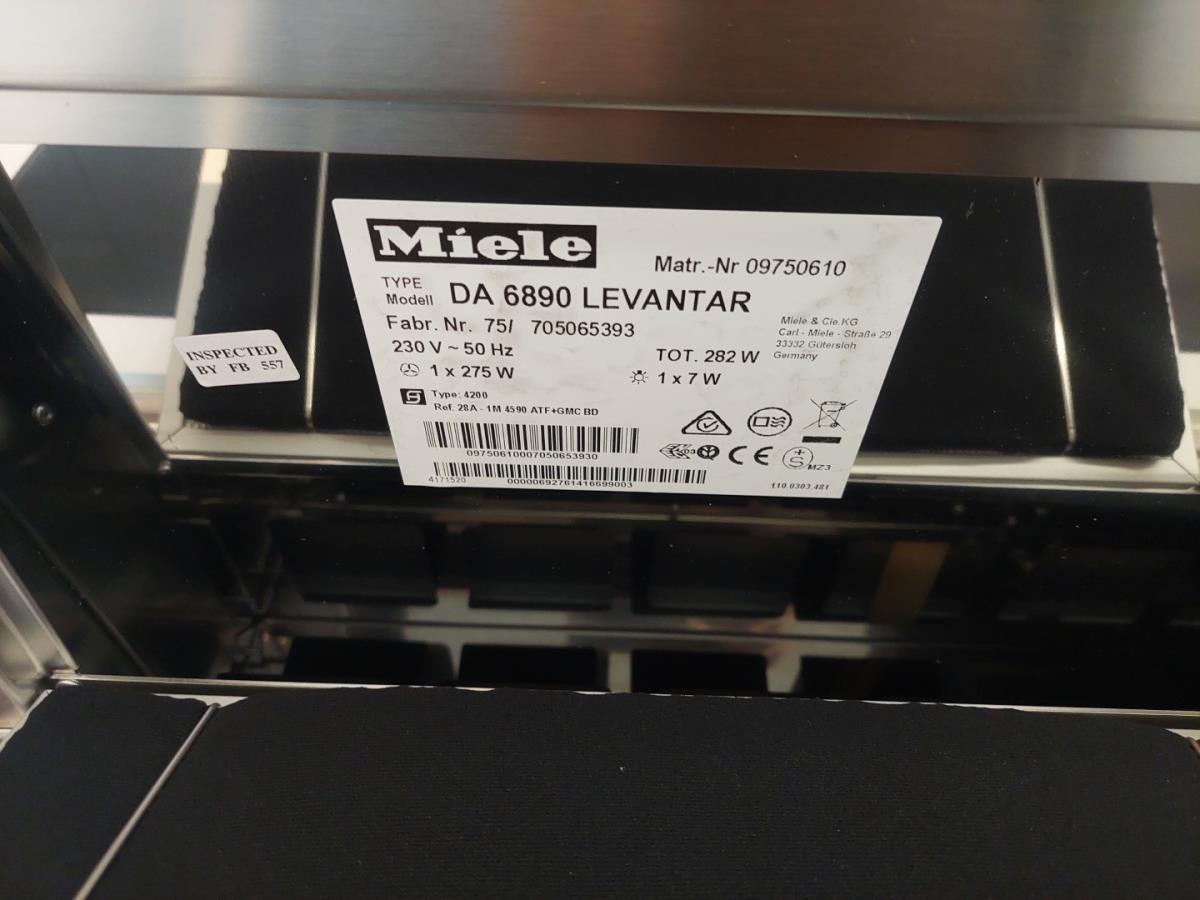 Miele
Matr.-Nr 09750610
TYPE
Modell DA 6890 LEVANTAR
Fabr. Nr. 75/ 705065393
Miele & Cie.KG
Carl - Miele - Straße 29
33332 Gütersloh
Germany
230 V ~ 50 Hz
TOT. 282 W
1 x 275 W
1 x 7 W
Type: 4200
Ref. 28A - 1M 4590 ATF+GMC BD
09750610007050653930
CE
S
MZ3
4171520
00000692761416699003
110.0303.481
INSPECTED
BY FB 557